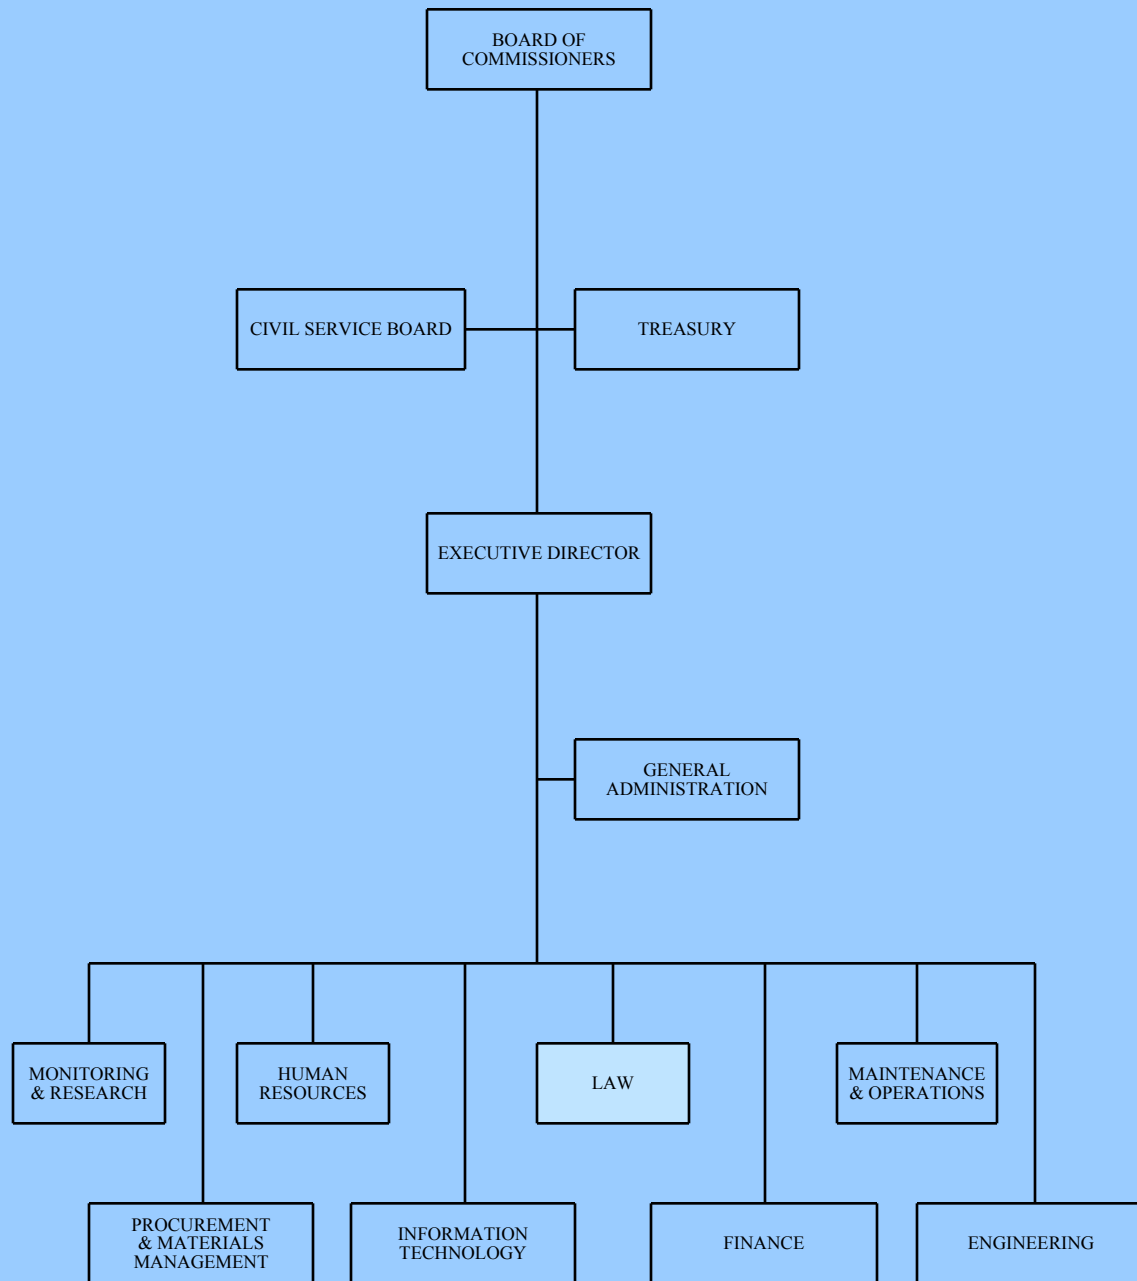 BOARD OF
COMMISSIONERS
CIVIL SERVICE BOARD
TREASURY
EXECUTIVE DIRECTOR
GENERAL
ADMINISTRATION
MONITORING
& RESEARCH
HUMAN
RESOURCES
LAW
MAINTENANCE
& OPERATIONS
PROCUREMENT
& MATERIALS
MANAGEMENT
INFORMATION
TECHNOLOGY
FINANCE
ENGINEERING